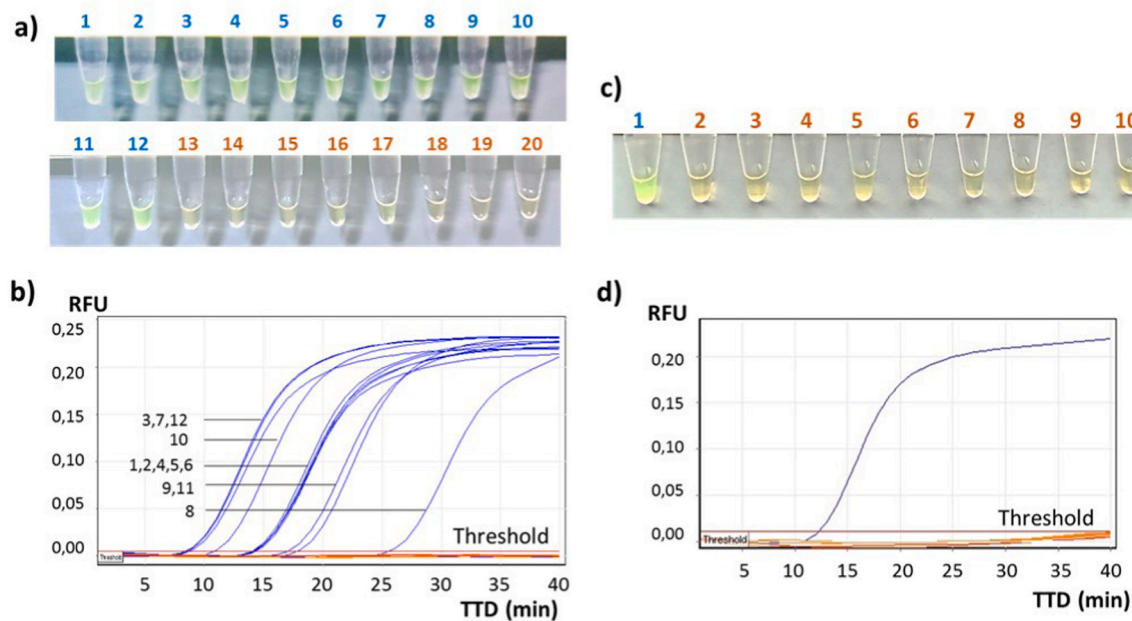 a)
1 2 3 4 5 6 7 8 9 10
11 12 13 14 15 16 17 18 19 20
b)
RFU
0,25
0,20
0,15
0,10
0,05
0,00
3,7,12
10
1,2,4,5,6
9,11
8
Threshold
Threshold
5 10 15 20 25 30 35 40
TTD (min)
c)
1 2 3 4 5 6 7 8 9 10
d)
RFU
0,20
0,15
0,10
0,05
0,00
Threshold
Threshold
5 10 15 20 25 30 35 40
TTD (min)